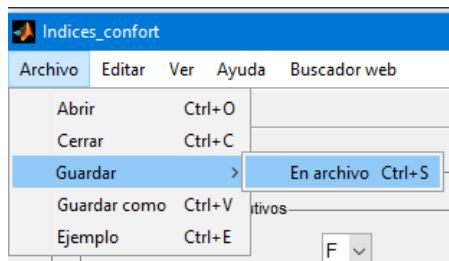 Indices_confort
Archivo Editar Ver Ayuda Buscador web
Abrir Ctrl+O
Cerrar Ctrl+C
Guardar > En archivo Ctrl+S
Guardar como Ctrl+V tivos
Ejemplo Ctrl+E
F